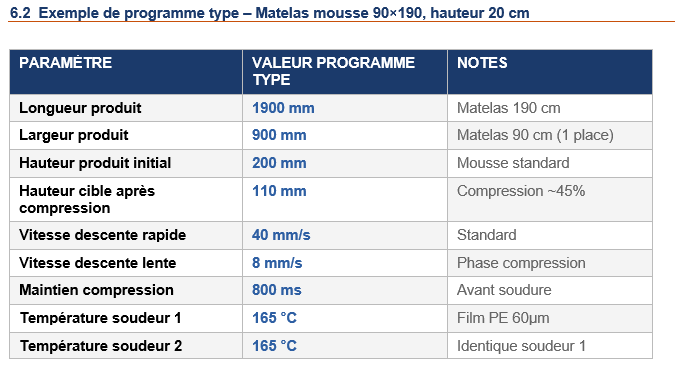 6.2 Exemple de programme type – Matelas mousse 90×190, hauteur 20 cm
PARAMÈTRE VALEUR PROGRAMME TYPE NOTES
Longueur produit 1900 mm Matelas 190 cm
Largeur produit 900 mm Matelas 90 cm (1 place)
Hauteur produit initial 200 mm Mousse standard
Hauteur cible après compression 110 mm Compression ~45%
Vitesse descente rapide 40 mm/s Standard
Vitesse descente lente 8 mm/s Phase compression
Maintien compression 800 ms Avant soudure
Température soudeur 1 165 °C Film PE 60µm
Température soudeur 2 165 °C Identique soudeur 1